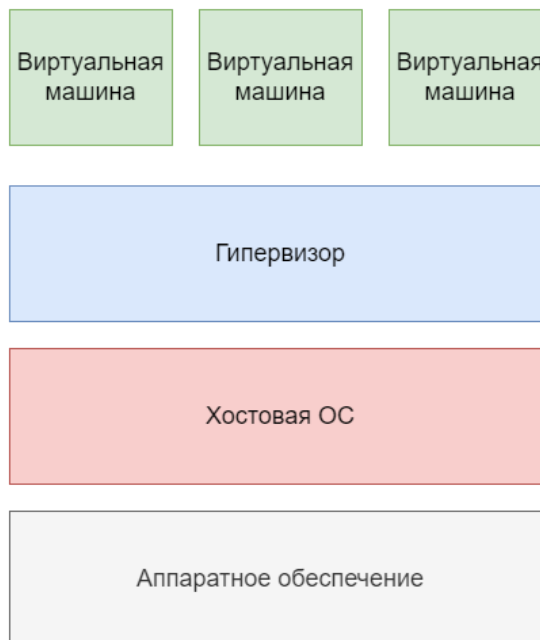 Виртуальная
машина
Виртуальная
машина
Виртуальная
машина
Гипервизор
Хостовая ОС
Аппаратное обеспечение